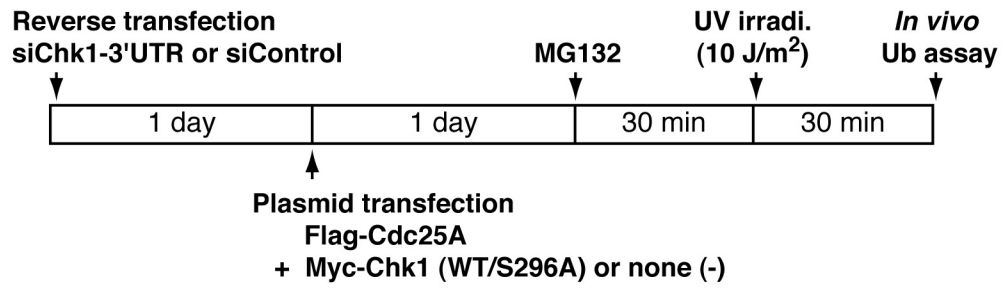 Reverse transfection
siChk1-3'UTR or siControl
MG132
UV irradi.
(10 J/m²)
In vivo
Ub assay
1 day
1 day
30 min
30 min
Plasmid transfection
Flag-Cdc25A
+ Myc-Chk1 (WT/S296A) or none (-)